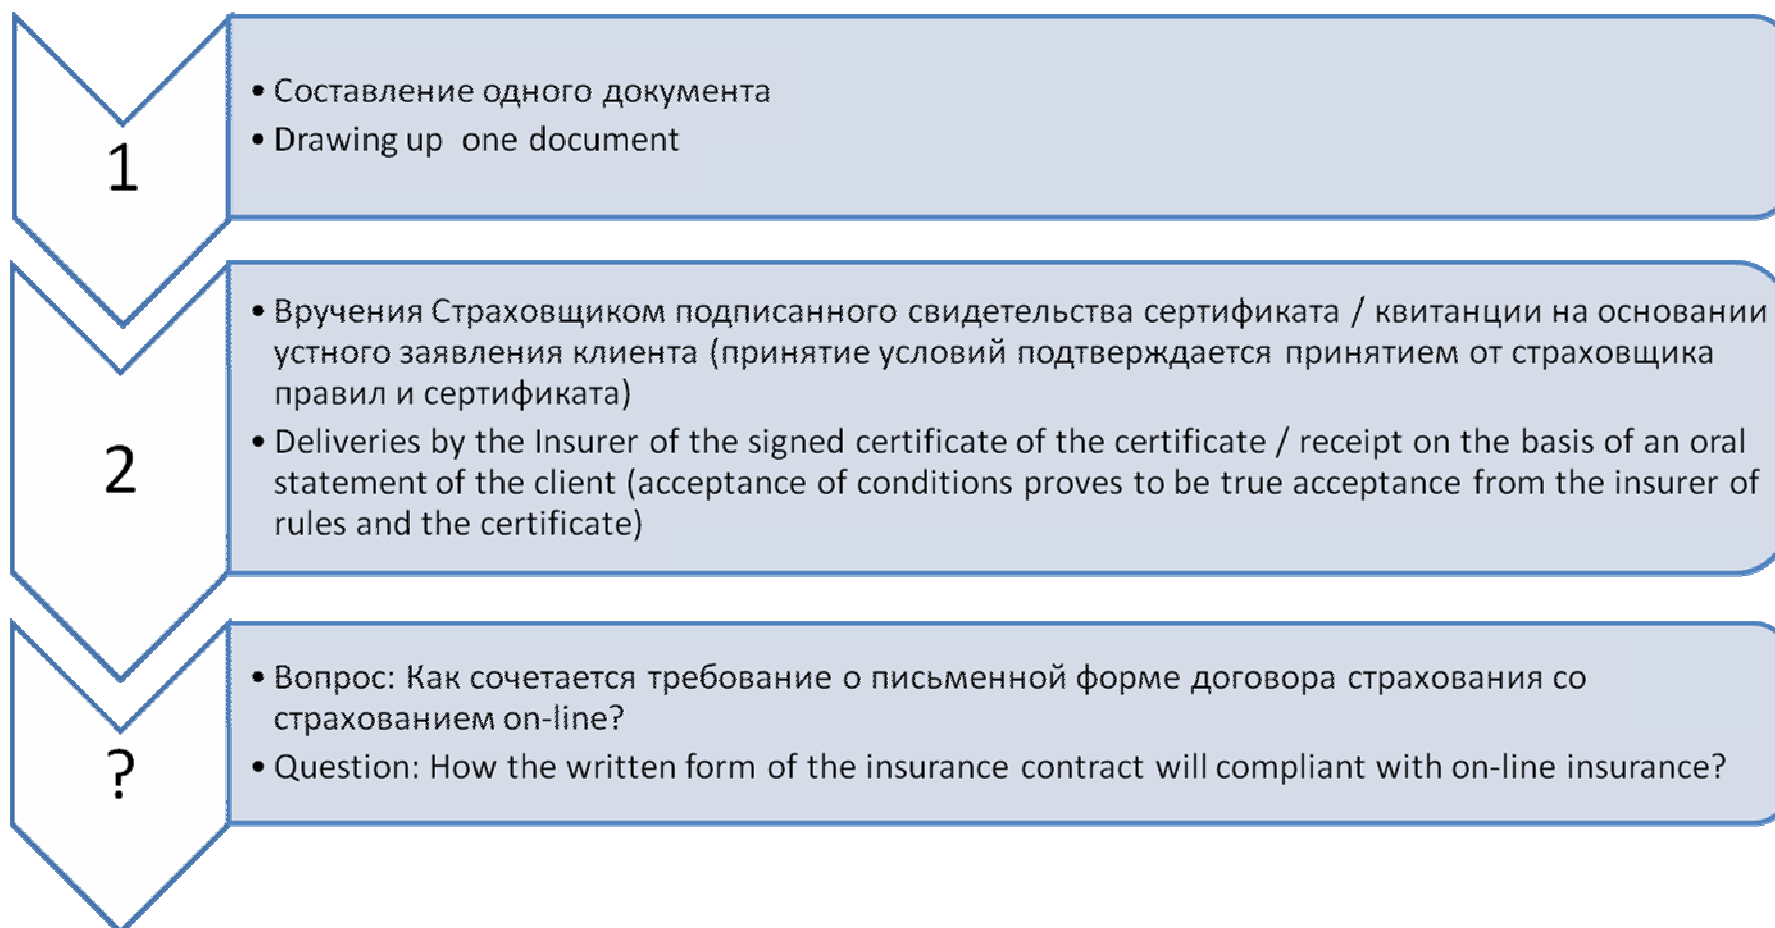 1
• Составление одного документа
• Drawing up one document
2
• Вручения Страховщиком подписанного свидетельства сертификата / квитанции на основании
устного заявления клиента (принятие условий подтверждается принятием от страховщика
правил и сертификата)
• Deliveries by the Insurer of the signed certificate of the certificate / receipt on the basis of an oral
statement of the client (acceptance of conditions proves to be true acceptance from the insurer of
rules and the certificate)
?
• Вопрос: Как сочетается требование о письменной форме договора страхования со
страхованием on-line?
• Question: How the written form of the insurance contract will compliant with on-line insurance?